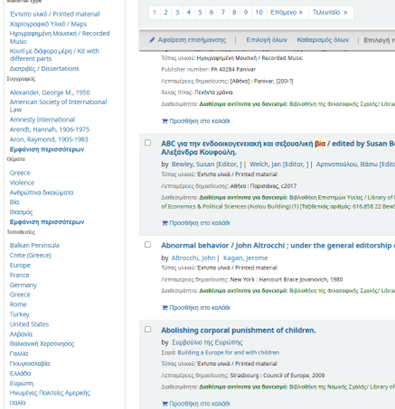 Material Type
Έντυπο υλικό / Printed material
Χαρτογραφικό Υλικό / Maps
Ηχογραφημένη Μουσική / Recorded Music
Κουτί με διάφορα μέρη / Kit with different parts
Διατριβές / Dissertations
Συγγραφείς
Alexander, George M., 1950
American Society of International Law
Amnesty International
Arendt, Hannah, 1906-1975
Aron, Raymond, 1905-1983
Εμφάνιση περισσότερων
Θέματα
Greece
Violence
Ανθρώπινα δικαιώματα
Βία
Βιασμός
Εμφάνιση περισσότερων
Τοποθεσίες
Balkan Peninsula
Crete (Greece)
Europe
France
Germany
Greece
Rome
Turkey
United States
Αλβανία
Βαλκανική Χερσόνησος
Γαλλία
Γιουγκοσλαβία
Ελλάδα
Ευρώπη
Ηνωμένες Πολιτείες Αμερικής
Ιταλία
1 2 3 4 5 6 7 8 9 10 Επόμενο Τελευταίο
Αφαίρεση επισήμανσης | Επιλογή όλων Καθαρισμός όλων | Επιλογή
Τύπος υλικού: Ηχογραφημένη Μουσική / Recorded Music
Publisher number: PA 40284 Panivar
Λεπτομέρειες δημοσίευσης: [Αθήνα] : Panivar, [200-?]
Άλλος τίτλος: Πενήντα χρόνια
Διαθεσιμότητα: Διαθέσιμα αντίτυπα για δανεισμό: Βιβλιοθήκη της Φιλοσοφικής Σχολής/
Προσθήκη στο καλάθι
ABC για την ενδοοικογενειακή και σεξουαλική βία / edited by Susan
Αλεξάνδρα Κουφούλη.
by Bewley, Susan [Editor, ] | Welch, Jan [Editor, ] | Αρπινοπούλου, Βάσω
Τύπος υλικού: Έντυπο υλικό / Printed material
Λεπτομέρειες δημοσίευσης: Αθήνα : Παρισιάνος, c2017
Διαθεσιμότητα: Διαθέσιμα αντίτυπα για δανεισμό: Βιβλιοθήκη Επιστημών Υγείας / Library of
of Economics & Political Sciences (Αιόλου Building) (1) [Ταξιθετικός αριθμός: 616.858 22
Προσθήκη στο καλάθι
Abnormal behavior / John Altrocchi ; under the general editorship
by Altrocchi, John | Kagan, Jerome
Τύπος υλικού: Έντυπο υλικό / Printed material
Λεπτομέρειες δημοσίευσης: New York : Harcourt Brace Jovanovich, 1980
Διαθεσιμότητα: Διαθέσιμα αντίτυπα για δανεισμό: Βιβλιοθήκη της Φιλοσοφικής Σχολής/
Προσθήκη στο καλάθι
Abolishing corporal punishment of children.
by Συμβούλιο της Ευρώπης
Σειρά: Building a Europe for and with children
Τύπος υλικού: Έντυπο υλικό / Printed material
Λεπτομέρειες δημοσίευσης: Strasbourg : Council of Europe, 2009
Διαθεσιμότητα: Διαθέσιμα αντίτυπα για δανεισμό: Βιβλιοθήκη της Νομικής Σχολής/ Library of
Προσθήκη στο καλάθι